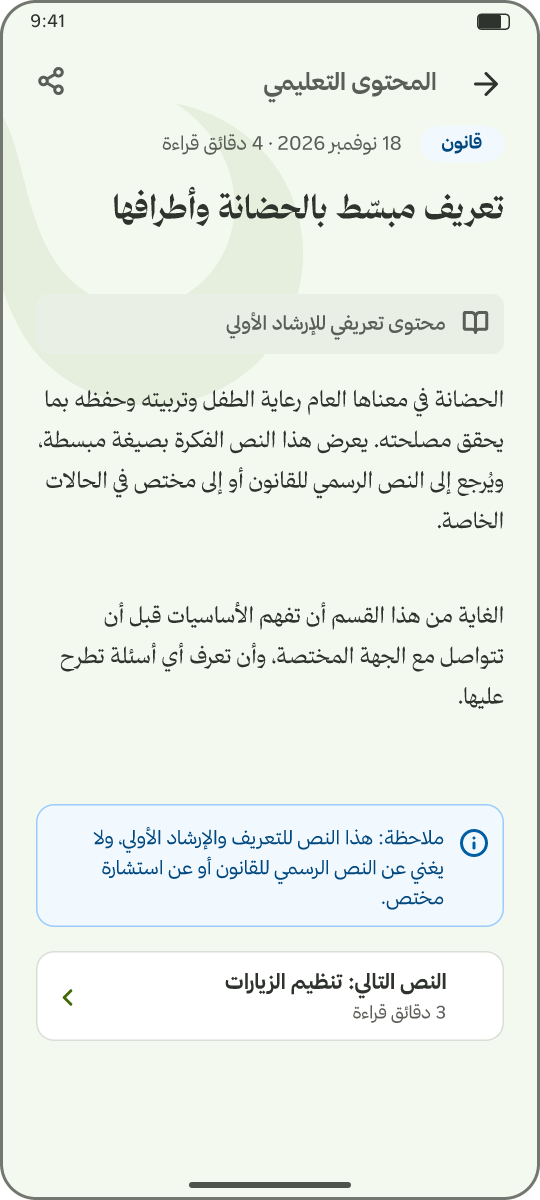 9:41
المحتوى التعليمي
قانون
18 نوفمبر 2026 · 4 دقائق قراءة
تعريف مبسّط بالحضانة وأطرافها
محتوى تعريفي للإرشاد الأولي
الحضانة في معناها العام رعاية الطفل وتربيته وحفظه بما
يحقق مصلحته. يعرض هذا النص الفكرة بصيغة مبسطة،
ويُرجع إلى النص الرسمي للقانون أو إلى مختص في الحالات
الخاصة.
الغاية من هذا القسم أن تفهم الأساسيات قبل أن
تتواصل مع الجهة المختصة، وأن تعرف أي أسئلة تطرح
عليها.
ملاحظة: هذا النص للتعريف والإرشاد الأولي، ولا
يغني عن النص الرسمي للقانون أو عن استشارة
مختص.
النص التالي: تنظيم الزيارات
3 دقائق قراءة